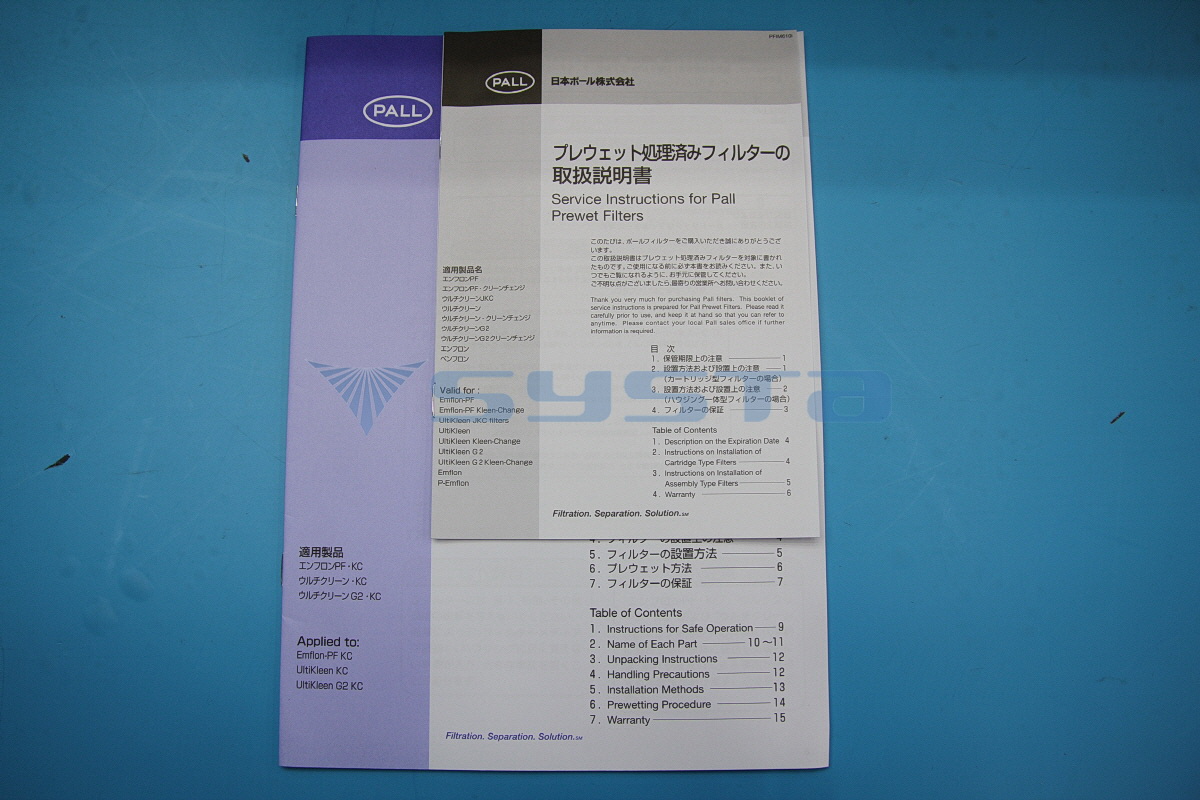 PALL
PFIM610I
PALL
日本ポール株式会社
プレウェット処理済みフィルターの
取扱説明書
Service Instructions for Pall
Prewet Filters
このたびは、ポールフィルターをご購入いただき誠にありがとうござ
います。
この取扱説明書はプレウェット処理済みフィルターを対象に書かれ
たものです。ご使用になる前に必ず本書をお読みください。また、い
つでもご覧になれるように、お手元に保管してください。
ご不明な点がございましたら、最寄りの営業所へお問い合わせください。
Thank you very much for purchasing Pall filters. This booklet of
service instructions is prepared for Pall Prewet Filters. Please read it
carefully prior to use, and keep it at hand so that you can refer to
anytime. Please contact your local Pall sales office if further
information is required.
適用製品名
エンフロンPF
エンフロンPF・クリーンチェンジ
ウルチクリーンJKC
ウルチクリーン
ウルチクリーン・クリーンチェンジ
ウルチクリーンG2
ウルチクリーンG2クリーンチェンジ
エンフロン
ペンフロン
Valid for :
Emflon-PF
Emflon-PF Kleen-Change
UltiKleen JKC filters
UltiKleen
UltiKleen Kleen-Change
UltiKleen G2
UltiKleen G2 Kleen-Change
Emflon
P-Emflon
目 次
1. 保管期限上の注意 1
2. 設置方法および設置上の注意 1
(カートリッジ型フィルターの場合)
3. 設置方法および設置上の注意 2
(ハウジング一体型フィルターの場合)
4. フィルターの保証 3
Table of Contents
1. Description on the Expiration Date 4
2. Instructions on Installation of
Cartridge Type Filters 4
3. Instructions on Installation of
Assembly Type Filters 5
4. Warranty 6
Filtration. Separation. Solution.SM
systa
適用製品
エンフロンPF・KC
ウルチクリーン・KC
ウルチクリーンG2・KC
Applied to:
Emflon-PF KC
UltiKleen KC
UltiKleen G2 KC
4. フィルターの設置上の注意 4
5. フィルターの設置方法 5
6. プレウェット方法 6
7. フィルターの保証 7
Table of Contents
1. Instructions for Safe Operation 9
2. Name of Each Part 10～11
3. Unpacking Instructions 12
4. Handling Precautions 12
5. Installation Methods 13
6. Prewetting Procedure 14
7. Warranty 15
Filtration. Separation. Solution.SM